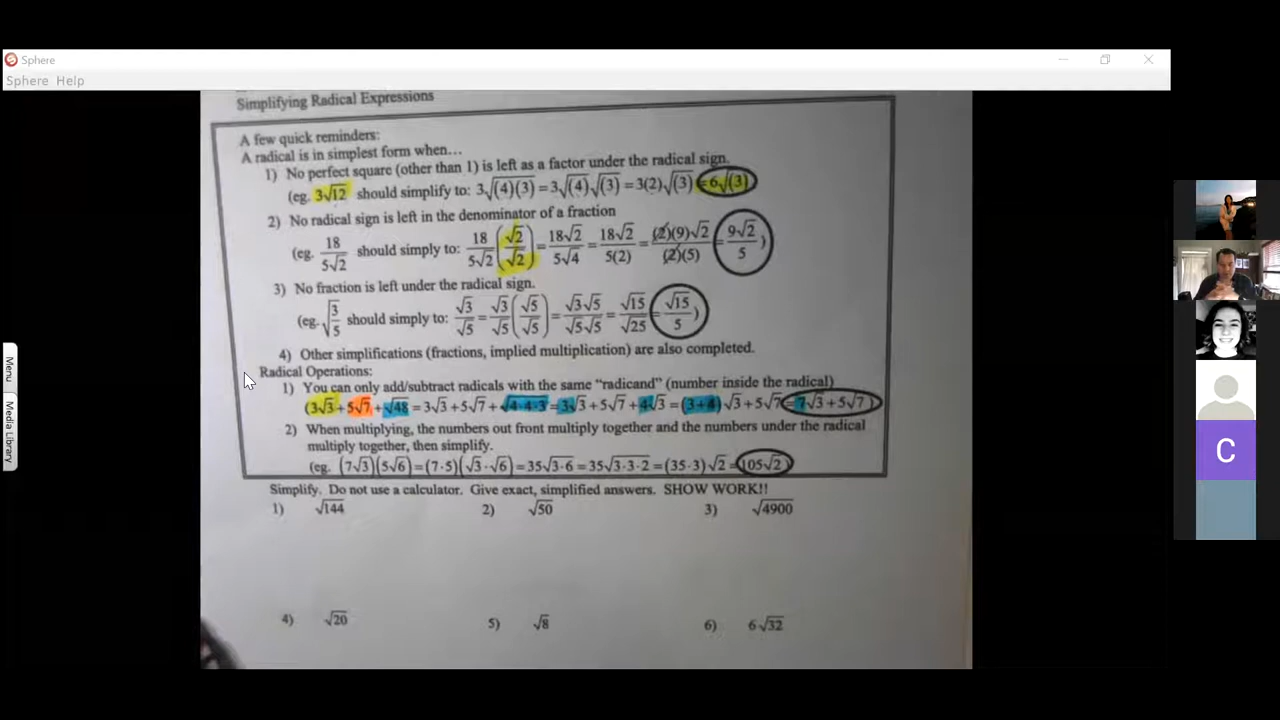 Sphere
Sphere Help
Simplifying Radical Expressions
A few quick reminders:
A radical is in simplest form when…
1) No perfect square (other than 1) is left as a factor under the radical sign.
(eg. 3√12 should simplify to: 3√(4)(3) = 3√(4)√(3) = 3(2)√(3) = 6√(3)
2) No radical sign is left in the denominator of a fraction
(eg. 18/5√2 should simply to: 18/5√2 (√2/√2) = 18√2/5√4 = 18√2/5(2) = (2)(9)√2/(2)(5) = 9√2/5 )
3) No fraction is left under the radical sign.
(eg. √3/5 should simply to: √3/√5 = √3/√5 (√5/√5) = √3√5/√5√5 = √15/√25 = √15/5 )
4) Other simplifications (fractions, implied multiplication) are also completed.
Radical Operations:
1) You can only add/subtract radicals with the same “radicand” (number inside the radical)
(3√3 + 5√7 + √48 = 3√3 + 5√7 + √4·4·3 = 3√3 + 5√7 + 4√3 = (3+4)√3 + 5√7 = 7√3 + 5√7 )
2) When multiplying, the numbers out front multiply together and the numbers under the radical
multiply together, then simplify.
(eg. (7√3)(5√6) = (7·5)(√3·√6) = 35√3·6 = 35√3·3·2 = (35·3)√2 = 105√2 )
Simplify. Do not use a calculator. Give exact, simplified answers. SHOW WORK!!
1) √144 2) √50 3) √4900
4) √20 5) √8 6) 6√32
Menu
Media Library
C